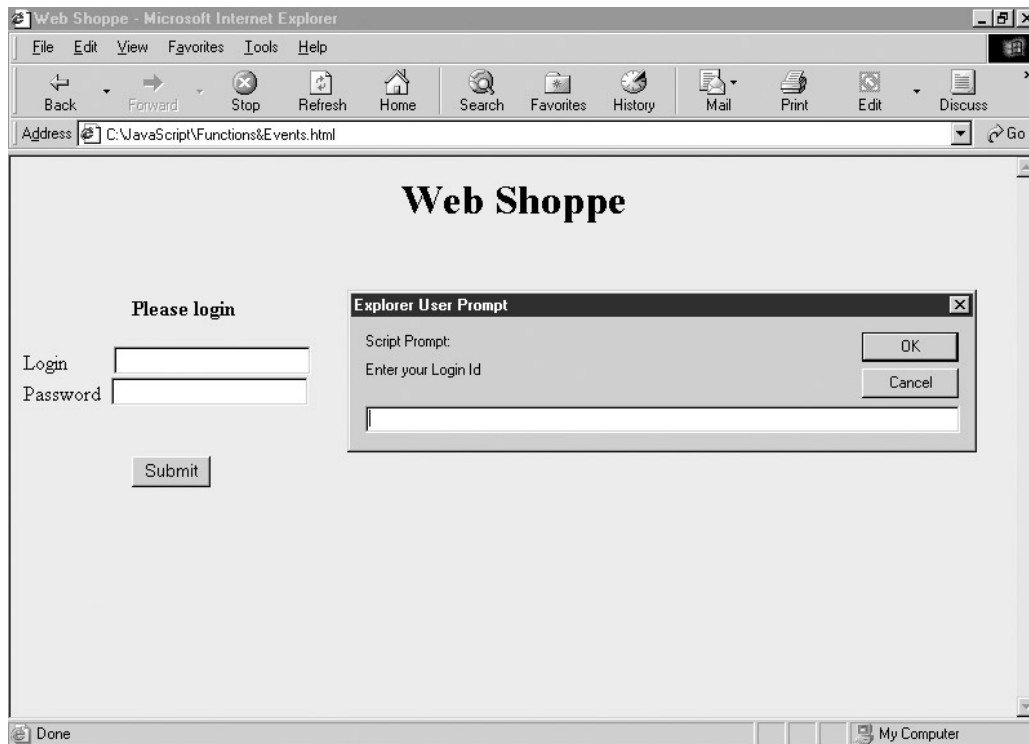 Web Shoppe - Microsoft Internet Explorer
File Edit View Favorites Tools Help
Back Forward Stop Refresh Home Search Favorites History Mail Print Edit Discuss
Address C:\JavaScript\Functions&Events.html Go
Web Shoppe
Please login
Login
Password
Submit
Explorer User Prompt
Script Prompt:
Enter your Login Id
OK
Cancel
Done My Computer